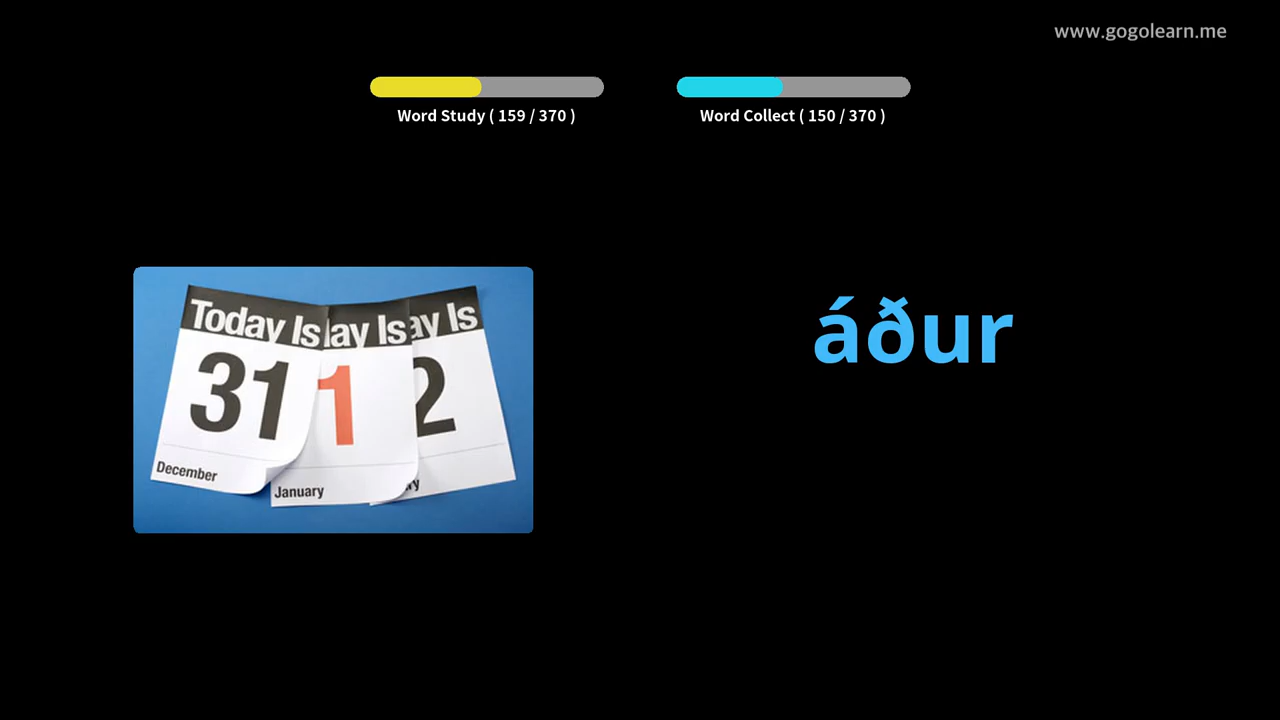 www.gogolearn.me
Word Study ( 159 / 370 )
Word Collect ( 150 / 370 )
áður
Today Is
31
December
ay Is
1
January
ay Is
2
ry